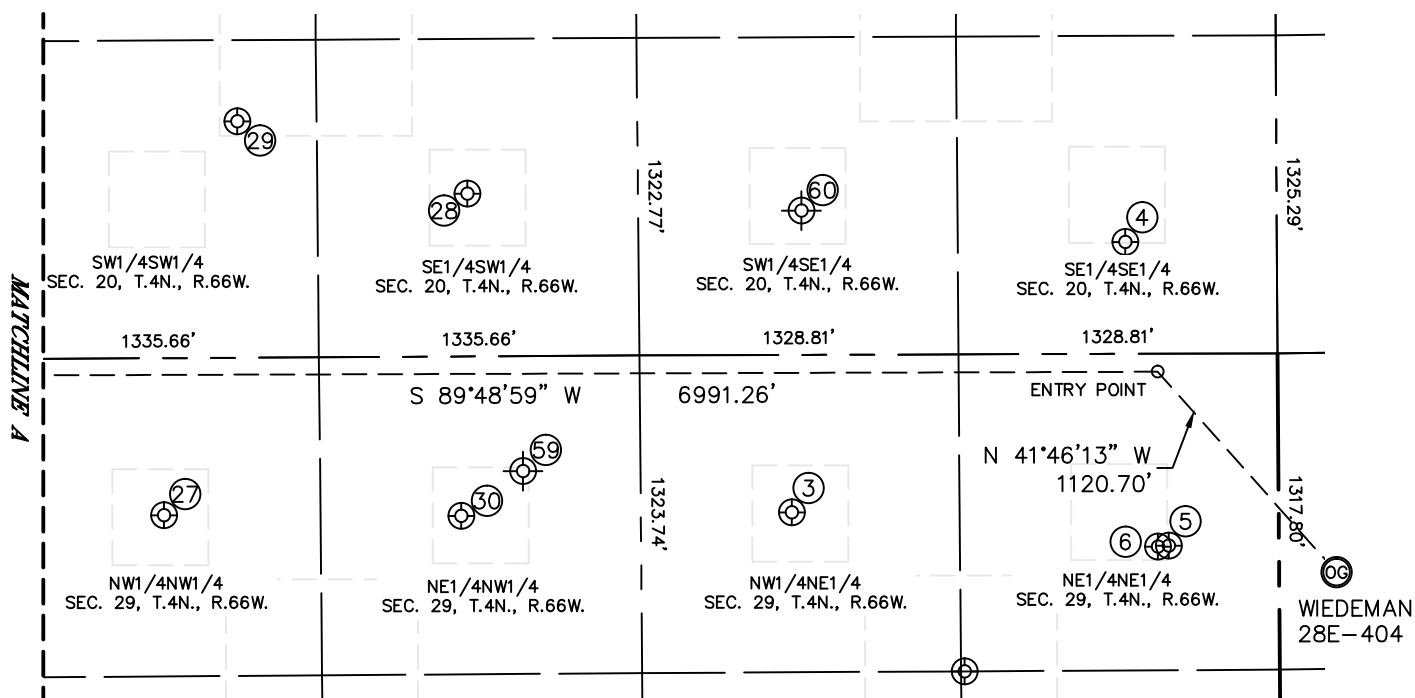 29
28
60
4
SW1/4SW1/4
SEC. 20, T.4N., R.66W.
SE1/4SW1/4
SEC. 20, T.4N., R.66W.
SW1/4SE1/4
SEC. 20, T.4N., R.66W.
SE1/4SE1/4
SEC. 20, T.4N., R.66W.
1322.77'
1325.29'
MATCHLINE A
1335.66'
1335.66'
1328.81'
1328.81'
S 89°48'59" W 6991.26'
ENTRY POINT
N 41°46'13" W
1120.70'
27
30
59
3
6
5
1323.74'
1317.80'
NW1/4NW1/4
SEC. 29, T.4N., R.66W.
NE1/4NW1/4
SEC. 29, T.4N., R.66W.
NW1/4NE1/4
SEC. 29, T.4N., R.66W.
NE1/4NE1/4
SEC. 29, T.4N., R.66W.
OG
WIEDEMAN
28E-404